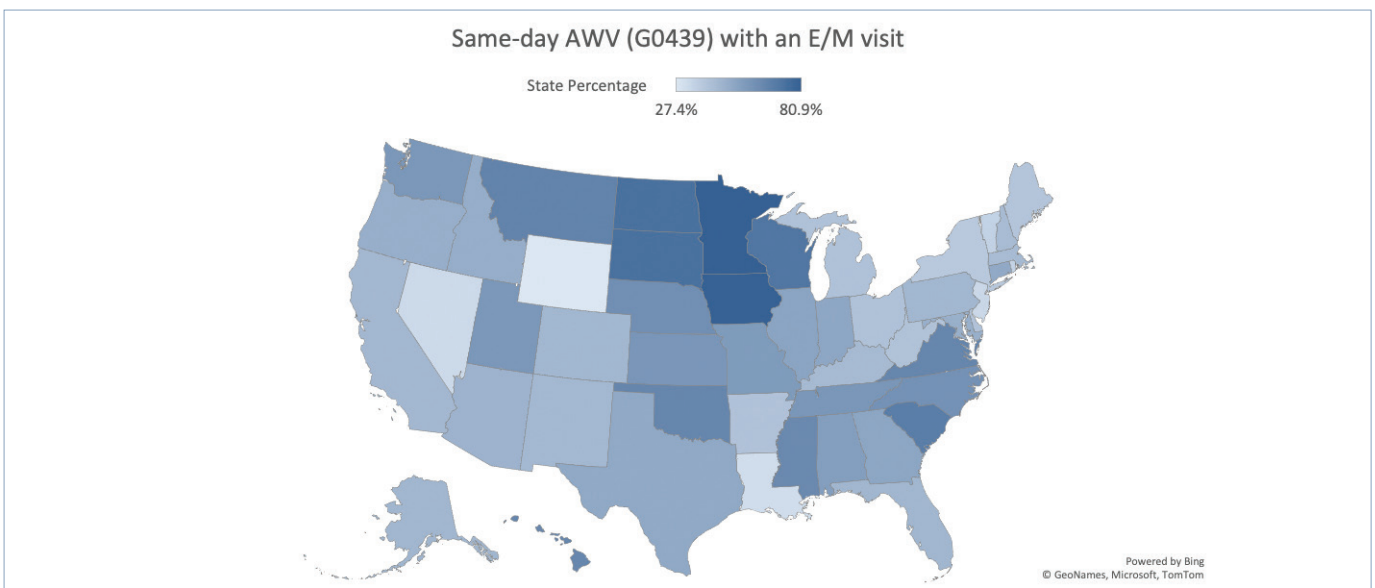 Same-day AWV (G0439) with an E/M visit
State Percentage
27.4% 80.9%
Powered by Bing
© GeoNames, Microsoft, TomTom